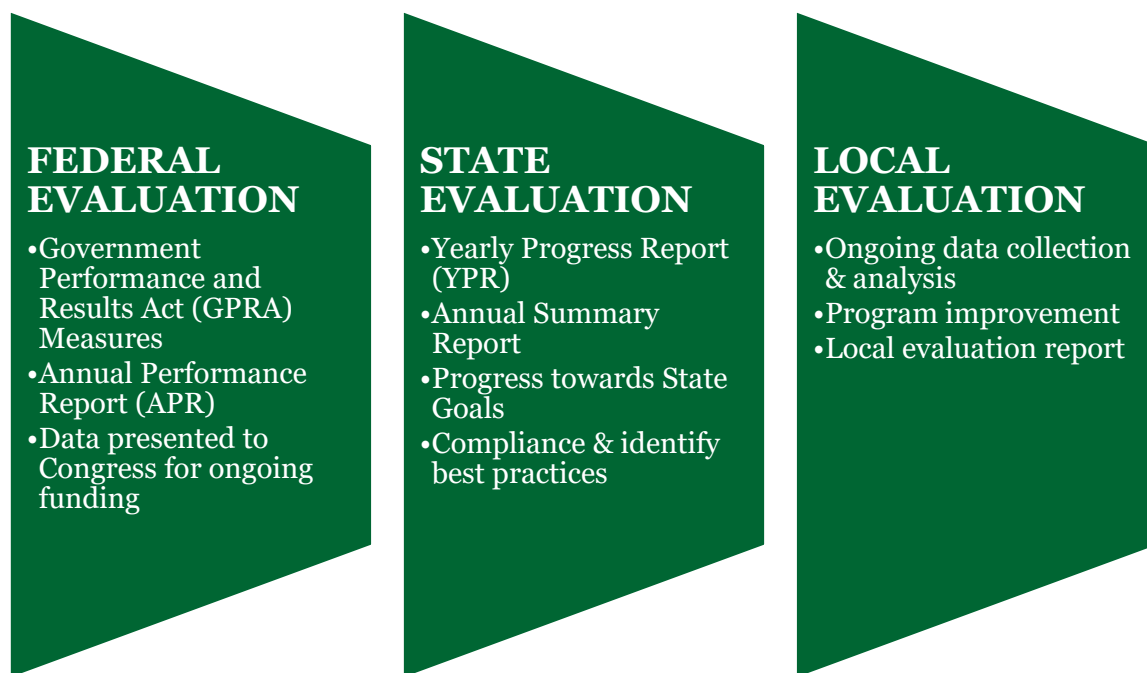 FEDERAL
EVALUATION
•Government
Performance and
Results Act (GPRA)
Measures
•Annual Performance
Report (APR)
•Data presented to
Congress for ongoing
funding
STATE
EVALUATION
•Yearly Progress Report
(YPR)
•Annual Summary
Report
•Progress towards State
Goals
•Compliance & identify
best practices
LOCAL
EVALUATION
•Ongoing data collection
& analysis
•Program improvement
•Local evaluation report